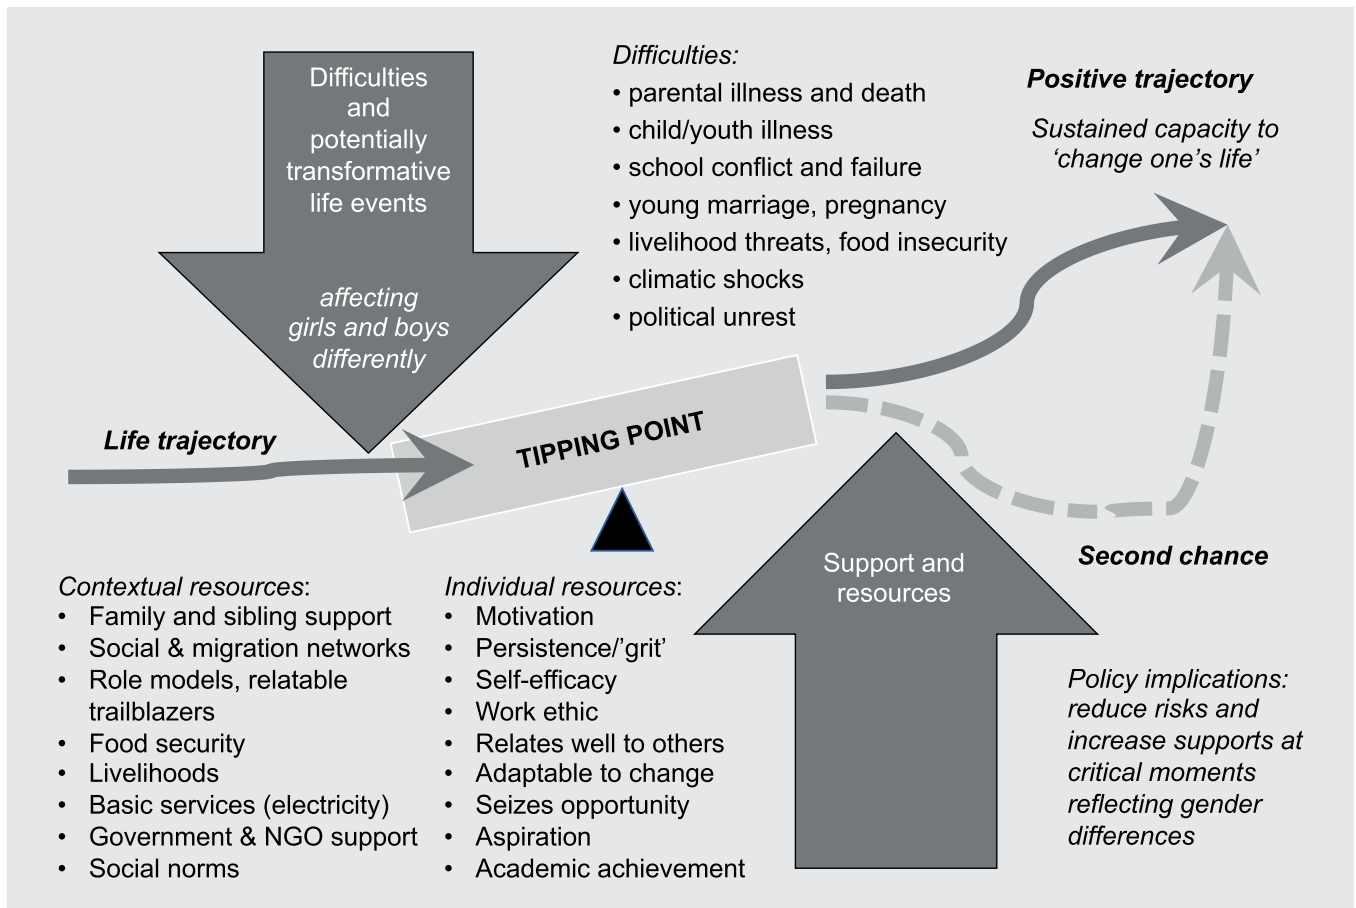 Difficulties
and
potentially
transformative
life events
affecting
girls and boys
differently
Difficulties:
• parental illness and death
• child/youth illness
• school conflict and failure
• young marriage, pregnancy
• livelihood threats, food insecurity
• climatic shocks
• political unrest
Positive trajectory
Sustained capacity to
‘change one’s life’
Life trajectory
TIPPING POINT
Second chance
Support and
resources
Contextual resources:
• Family and sibling support
• Social & migration networks
• Role models, relatable
trailblazers
• Food security
• Livelihoods
• Basic services (electricity)
• Government & NGO support
• Social norms
Individual resources:
• Motivation
• Persistence/’grit’
• Self-efficacy
• Work ethic
• Relates well to others
• Adaptable to change
• Seizes opportunity
• Aspiration
• Academic achievement
Policy implications:
reduce risks and
increase supports at
critical moments
reflecting gender
differences